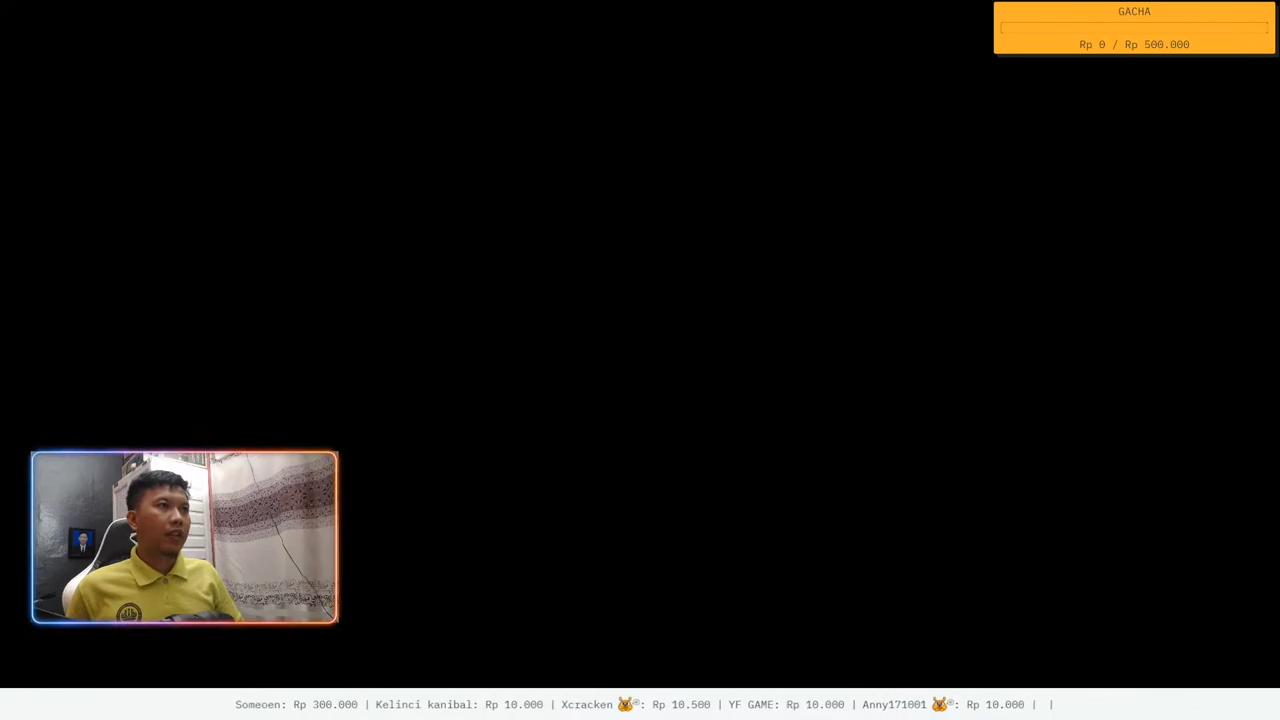 GACHA
Rp 0 / Rp 500.000
Someoen: Rp 300.000 | Kelinci kanibal: Rp 10.000 | Xcracken 🐹💨: Rp 10.500 | YF GAME: Rp 10.000 | Anny171001 🐹💨: Rp 10.000 | |